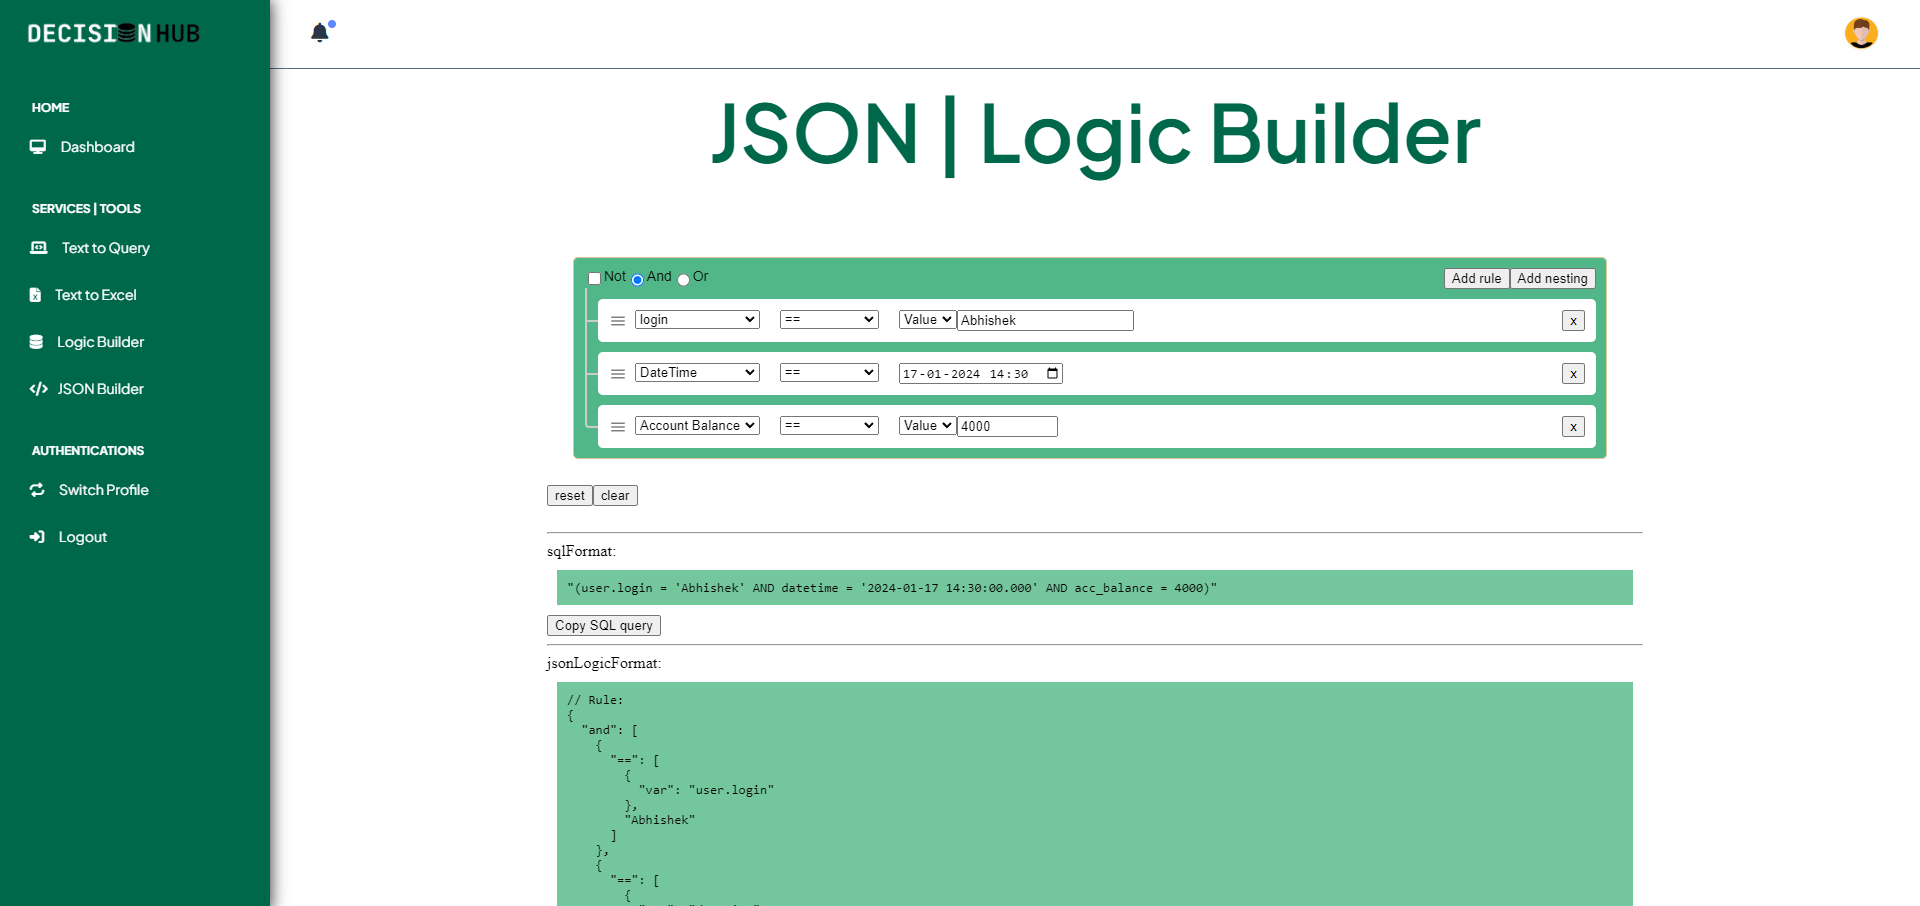 DECISION HUB
HOME
Dashboard
SERVICES | TOOLS
Text to Query
Text to Excel
Logic Builder
JSON Builder
AUTHENTICATIONS
Switch Profile
Logout
JSON | Logic Builder
Not And Or Add rule Add nesting
login == Value Abhishek x
DateTime == 17-01-2024 14:30 x
Account Balance == Value 4000 x
reset clear
sqlFormat:
"(user.login = 'Abhishek' AND datetime = '2024-01-17 14:30:00.000' AND acc_balance = 4000)"
Copy SQL query
jsonLogicFormat:
// Rule:
{
"and": [
{
"==": [
{
"var": "user.login"
},
"Abhishek"
]
},
{
"==": [
{